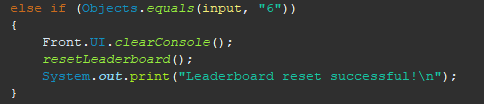 else if (Objects.equals(input, "6"))
{
Front.UI.clearConsole();
resetLeaderboard();
System.out.print("Leaderboard reset successful!\n");
}